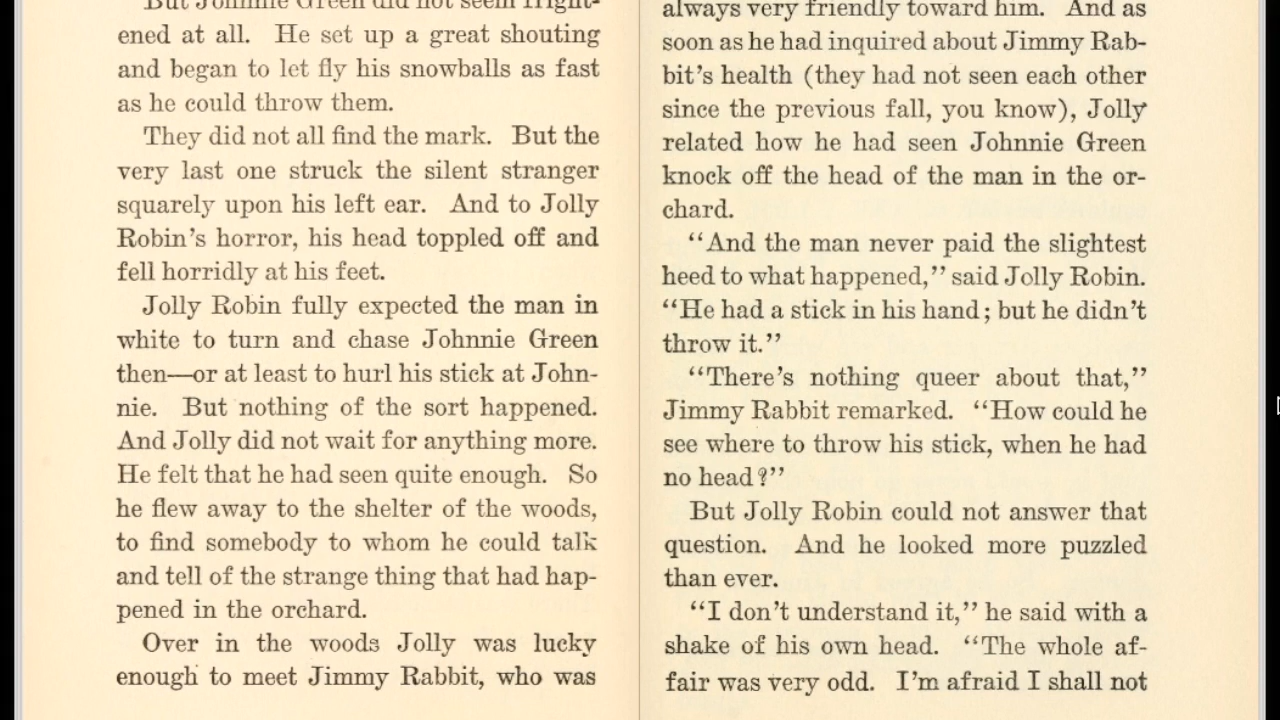 But Johnnie Green did not seem fright-
ened at all. He set up a great shouting
and began to let fly his snowballs as fast
as he could throw them.
They did not all find the mark. But the
very last one struck the silent stranger
squarely upon his left ear. And to Jolly
Robin's horror, his head toppled off and
fell horridly at his feet.
Jolly Robin fully expected the man in
white to turn and chase Johnnie Green
then—or at least to hurl his stick at John-
nie. But nothing of the sort happened.
And Jolly did not wait for anything more.
He felt that he had seen quite enough. So
he flew away to the shelter of the woods,
to find somebody to whom he could talk
and tell of the strange thing that had hap-
pened in the orchard.
Over in the woods Jolly was lucky
enough to meet Jimmy Rabbit, who was
always very friendly toward him. And as
soon as he had inquired about Jimmy Rab-
bit's health (they had not seen each other
since the previous fall, you know), Jolly
related how he had seen Johnnie Green
knock off the head of the man in the or-
chard.
“And the man never paid the slightest
heed to what happened,” said Jolly Robin.
“He had a stick in his hand; but he didn't
throw it.”
“There's nothing queer about that,”
Jimmy Rabbit remarked. “How could he
see where to throw his stick, when he had
no head?”
But Jolly Robin could not answer that
question. And he looked more puzzled
than ever.
“I don't understand it,” he said with a
shake of his own head. “The whole af-
fair was very odd. I'm afraid I shall not